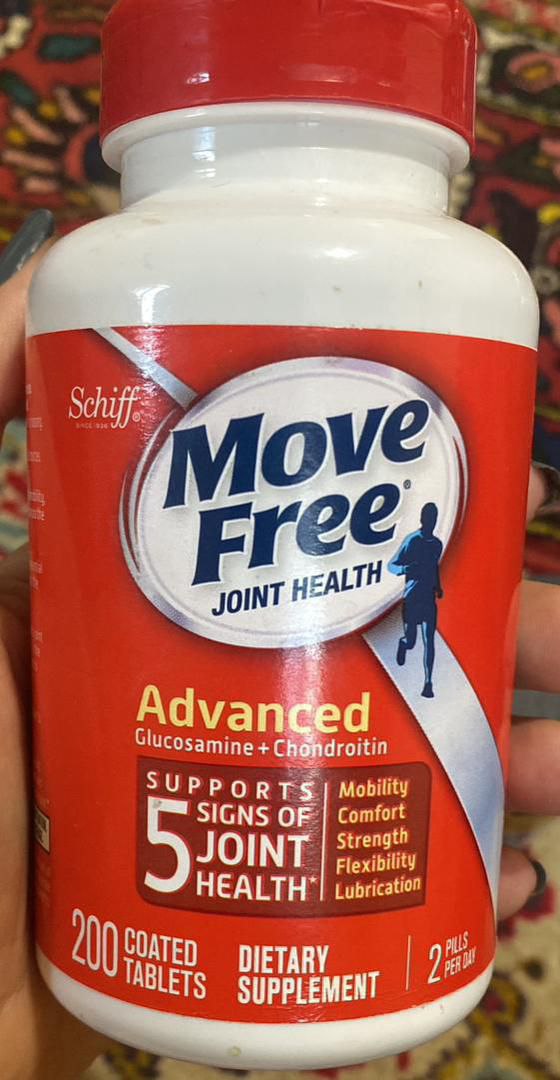 Schiff®
SINCE 1936
Move
Free®
JOINT HEALTH
Advanced
Glucosamine + Chondroitin
SUPPORTS
5 SIGNS OF
JOINT
HEALTH*
Mobility
Comfort
Strength
Flexibility
Lubrication
200 COATED
TABLETS
DIETARY
SUPPLEMENT
2 PILLS
PER DAY